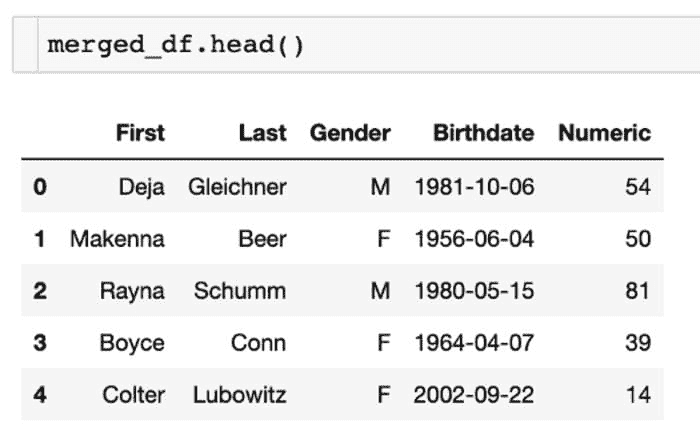 merged_df.head()
First Last Gender Birthdate Numeric
0 Deja Gleichner M 1981-10-06 54
1 Makenna Beer F 1956-06-04 50
2 Rayna Schumm M 1980-05-15 81
3 Boyce Conn F 1964-04-07 39
4 Colter Lubowitz F 2002-09-22 14